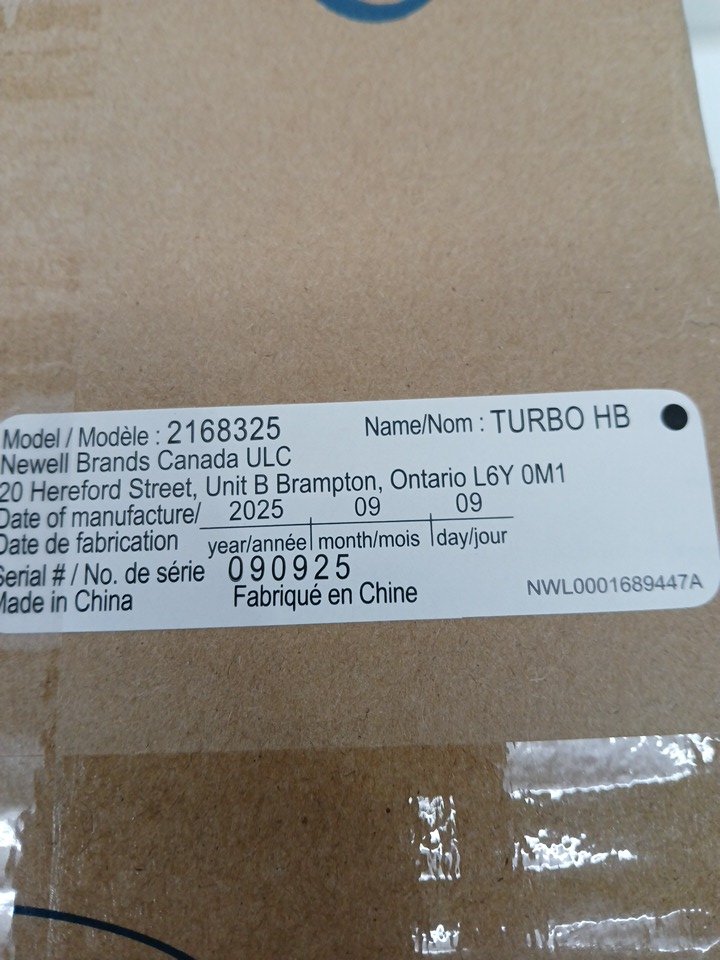 Model / Modèle : 2168325 Name/Nom : TURBO HB
Newell Brands Canada ULC
20 Hereford Street, Unit B Brampton, Ontario L6Y 0M1
Date of manufacture/ 2025 09 09
Date de fabrication year/année month/mois day/jour
Serial # / No. de série 090925
Made in China Fabriqué en Chine NWL0001689447A